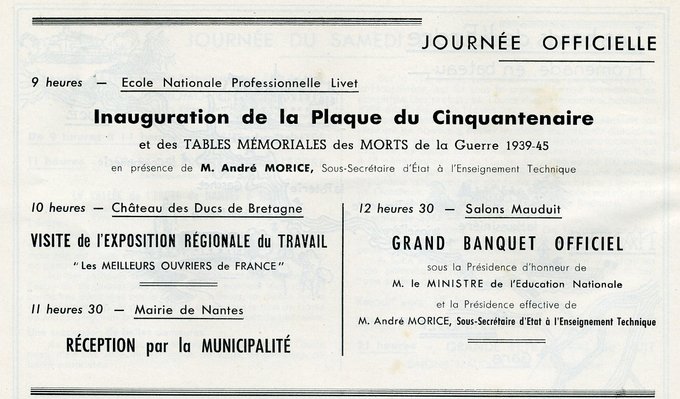 JOURNÉE OFFICIELLE
9 heures — Ecole Nationale Professionnelle Livet
Inauguration de la Plaque du Cinquantenaire
et des TABLES MÉMORIALES des MORTS de la Guerre 1939-45
en présence de M. André MORICE, Sous-Secrétaire d'État à l'Enseignement Technique
10 heures — Château des Ducs de Bretagne
VISITE de l'EXPOSITION RÉGIONALE du TRAVAIL
"Les MEILLEURS OUVRIERS de FRANCE"
11 heures 30 — Mairie de Nantes
RÉCEPTION par la MUNICIPALITÉ
12 heures 30 — Salons Mauduit
GRAND BANQUET OFFICIEL
sous la Présidence d'honneur de
M. le MINISTRE de l'Education Nationale
et la Présidence effective de
M. André MORICE, Sous-Secrétaire d'Etat à l'Enseignement Technique